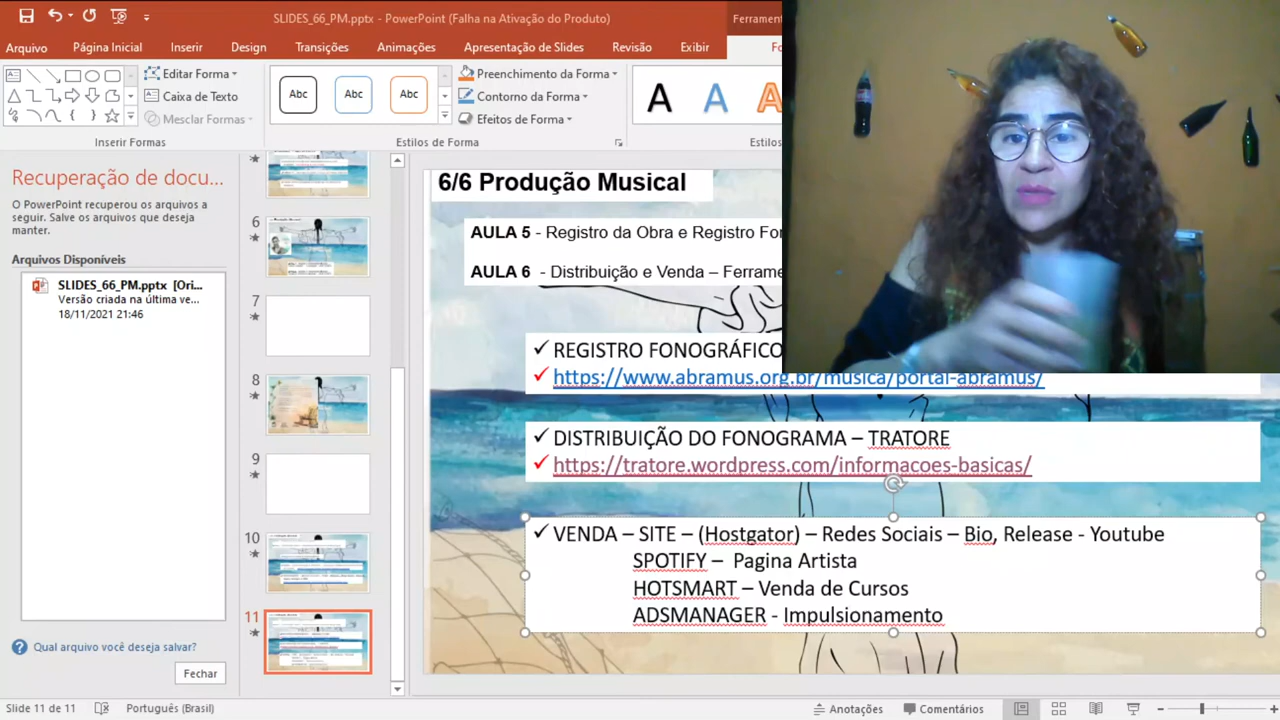 SLIDES_66_PM.pptx - PowerPoint (Falha na Ativação do Produto)
Arquivo
Página Inicial
Inserir
Design
Transições
Animações
Apresentação de Slides
Revisão
Exibir
Editar Forma
Caixa de Texto
Mesclar Formas
Inserir Formas
Abc
Abc
Abc
Preenchimento da Forma
Contorno da Forma
Efeitos de Forma
Estilos de Forma
A
A
A
Recuperação de docu...
O PowerPoint recuperou os arquivos a
seguir. Salve os arquivos que deseja
manter.
Arquivos Disponíveis
SLIDES_66_PM.pptx [Ori...
Versão criada na última ve...
18/11/2021 21:46
Qual arquivo você deseja salvar?
Fechar
6
7
8
9
10
11
6/6 Produção Musical
AULA 5 - Registro da Obra e Registro
AULA 6 - Distribuição e Venda –
✓ REGISTRO FONOGRÁFICO
✓ https://www.abramus.org.br/musica/portal-abramus/
✓ DISTRIBUIÇÃO DO FONOGRAMA – TRATORE
✓ https://tratore.wordpress.com/informacoes-basicas/
✓ VENDA – SITE – (Hostgator) – Redes Sociais – Bio, Release - Youtube
SPOTIFY – Pagina Artista
HOTSMART – Venda de Cursos
ADSMANAGER - Impulsionamento
Slide 11 de 11
Português (Brasil)
Anotações
Comentários